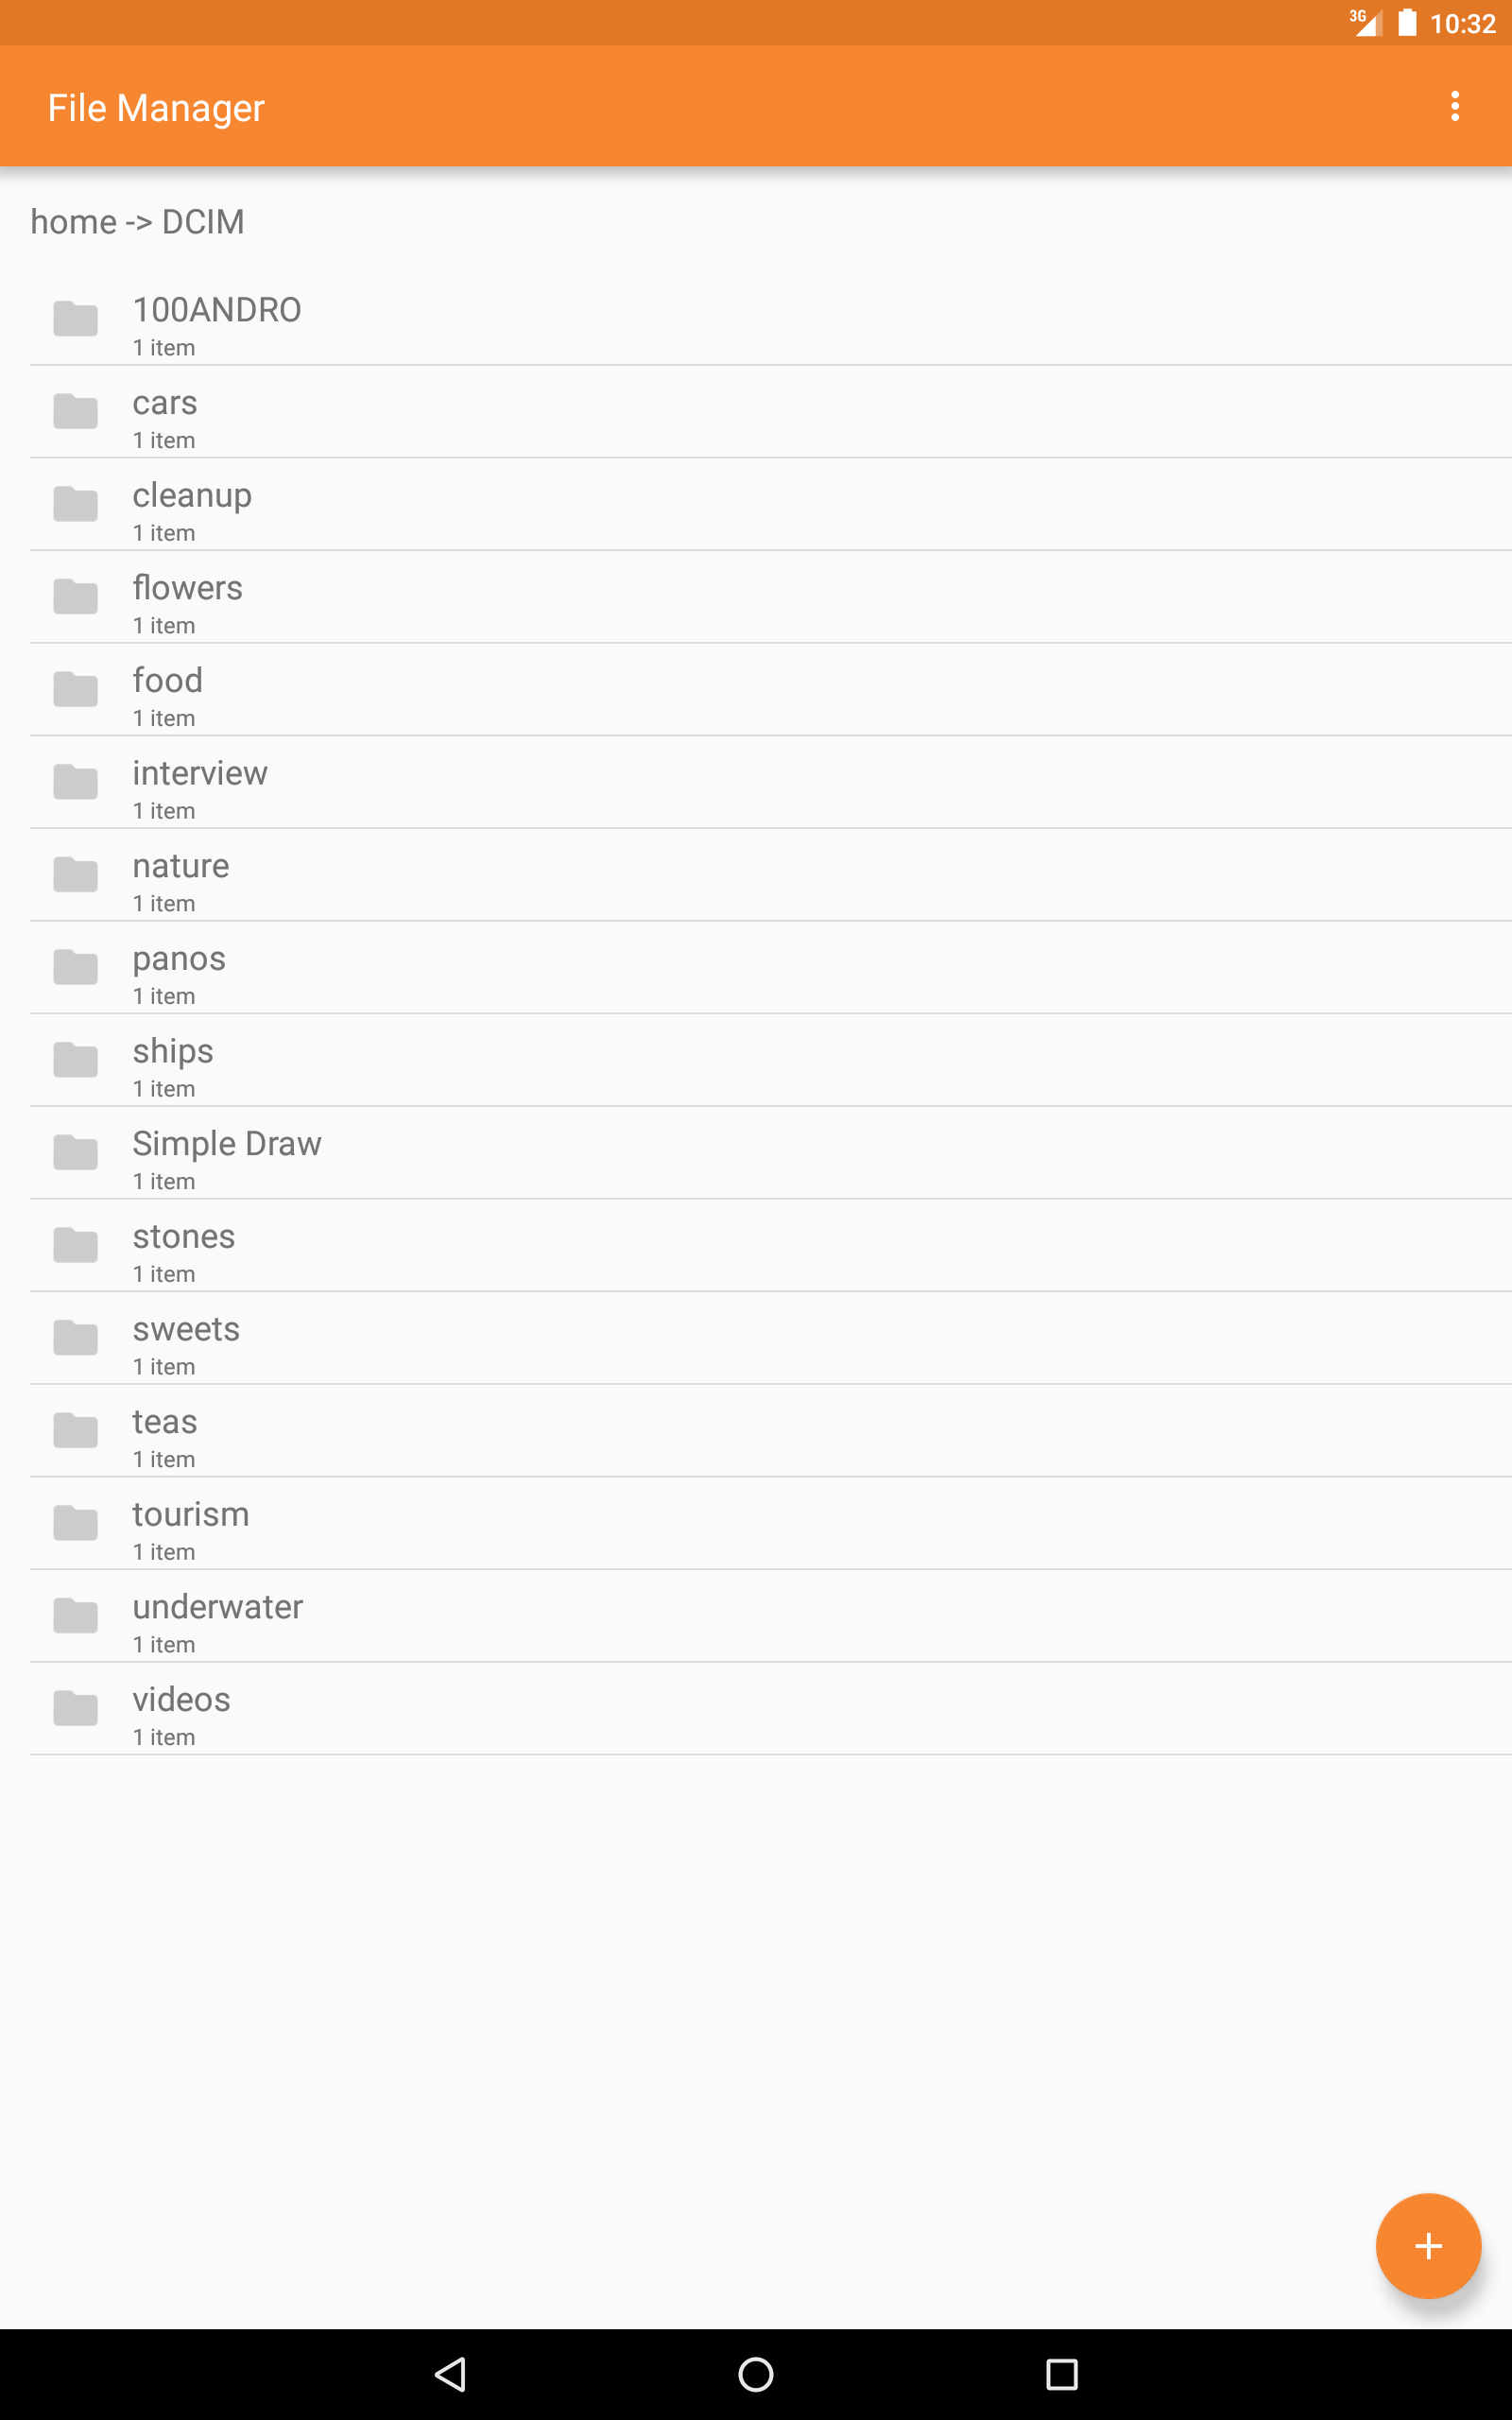 3G 10:32
File Manager
home -> DCIM
100ANDRO
1 item
cars
1 item
cleanup
1 item
flowers
1 item
food
1 item
interview
1 item
nature
1 item
panos
1 item
ships
1 item
Simple Draw
1 item
stones
1 item
sweets
1 item
teas
1 item
tourism
1 item
underwater
1 item
videos
1 item